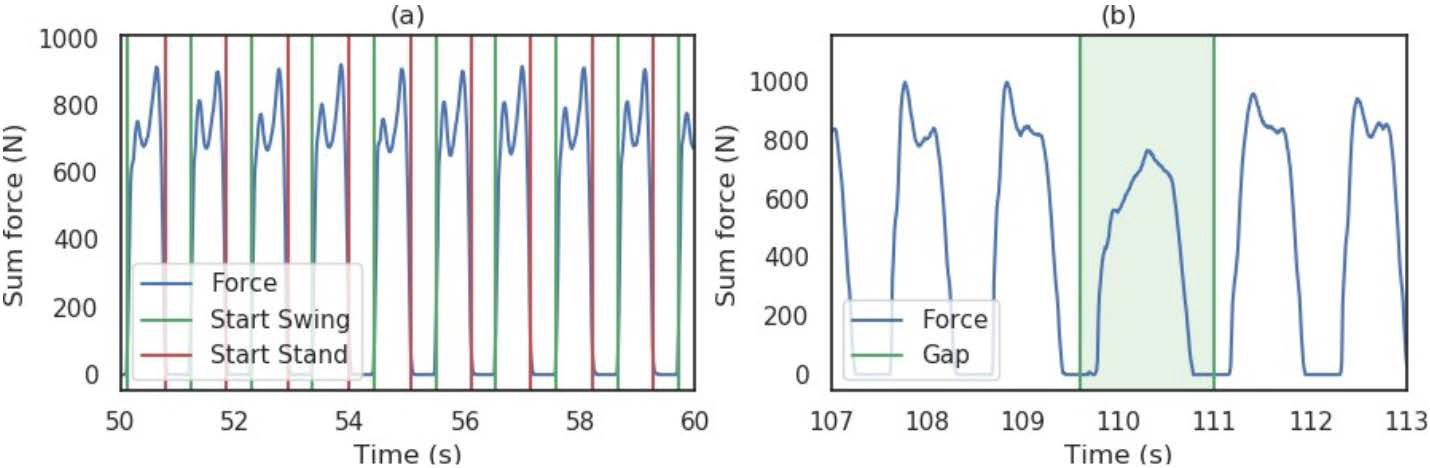 (a)
1000
800
600
400
200
0
Sum force (N)
Force
Start Swing
Start Stand
50 52 54 56 58 60
Time (s)
(b)
1000
800
600
400
200
0
Sum force (N)
Force
Gap
107 108 109 110 111 112 113
Time (s)